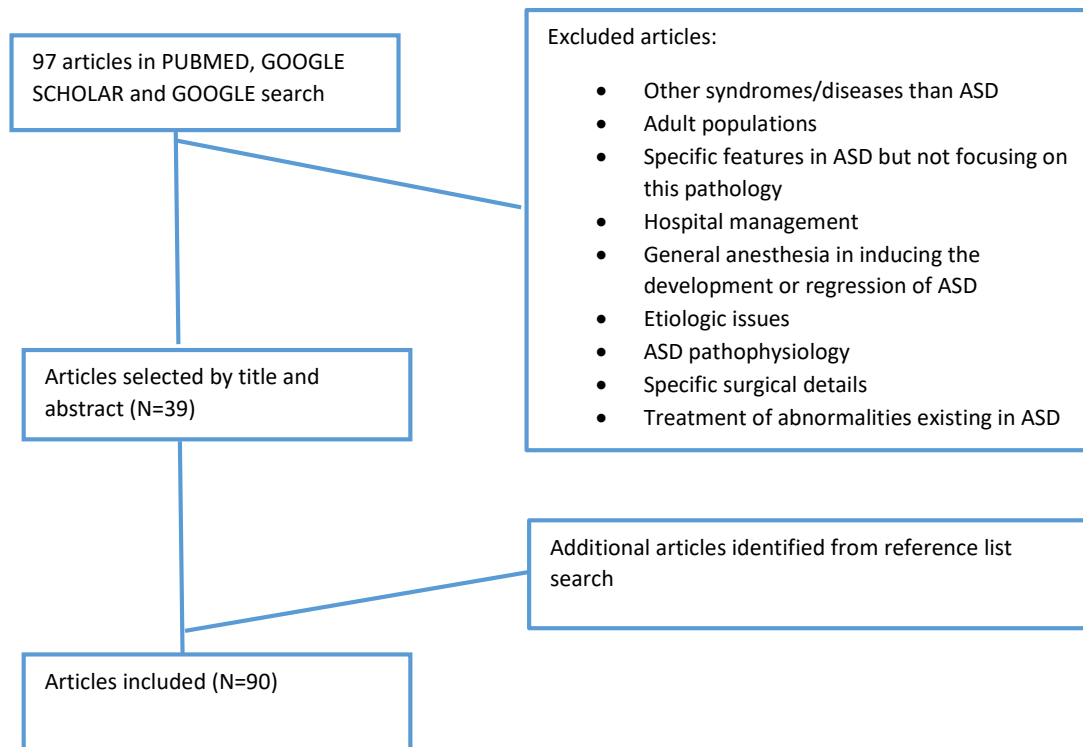 97 articles in PUBMED, GOOGLE
SCHOLAR and GOOGLE search
Excluded articles:
• Other syndromes/diseases than ASD
• Adult populations
• Specific features in ASD but not focusing on
this pathology
• Hospital management
• General anesthesia in inducing the
development or regression of ASD
• Etiologic issues
• ASD pathophysiology
• Specific surgical details
• Treatment of abnormalities existing in ASD
Articles selected by title and
abstract (N=39)
Additional articles identified from reference list
search
Articles included (N=90)